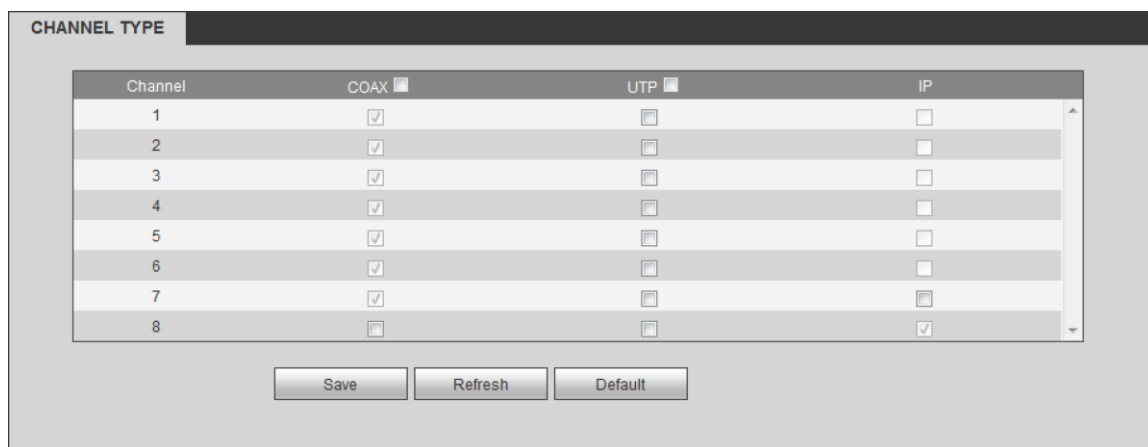 CHANNEL TYPE
Channel COAX UTP IP
1
2
3
4
5
6
7
8
Save Refresh Default